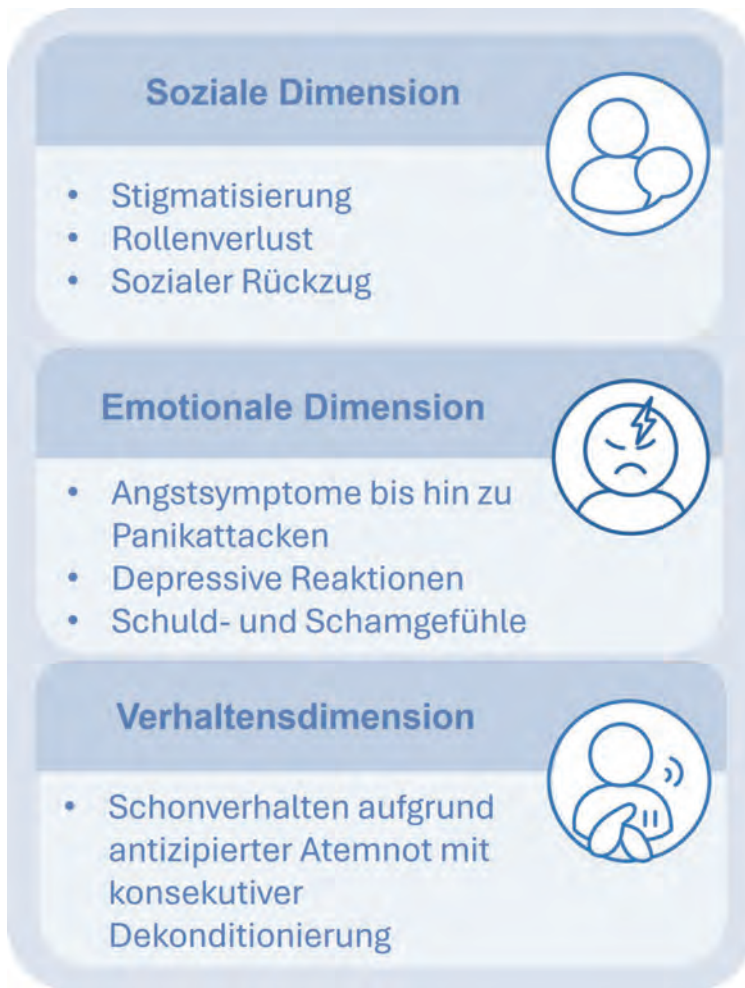 Soziale Dimension
• Stigmatisierung
• Rollenverlust
• Sozialer Rückzug
Emotionale Dimension
• Angstsymptome bis hin zu
Panikattacken
• Depressive Reaktionen
• Schuld- und Schamgefühle
Verhaltensdimension
• Schonverhalten aufgrund
antizipierter Atemnot mit
konsekutiver
Dekonditionierung